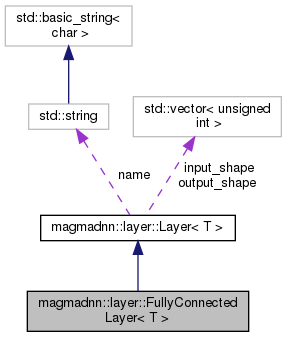 std::basic_string<
char >
std::string
std::vector< unsigned
int >
name
input_shape
output_shape
magmadnn::layer::Layer< T >
magmadnn::layer::FullyConnected
Layer< T >